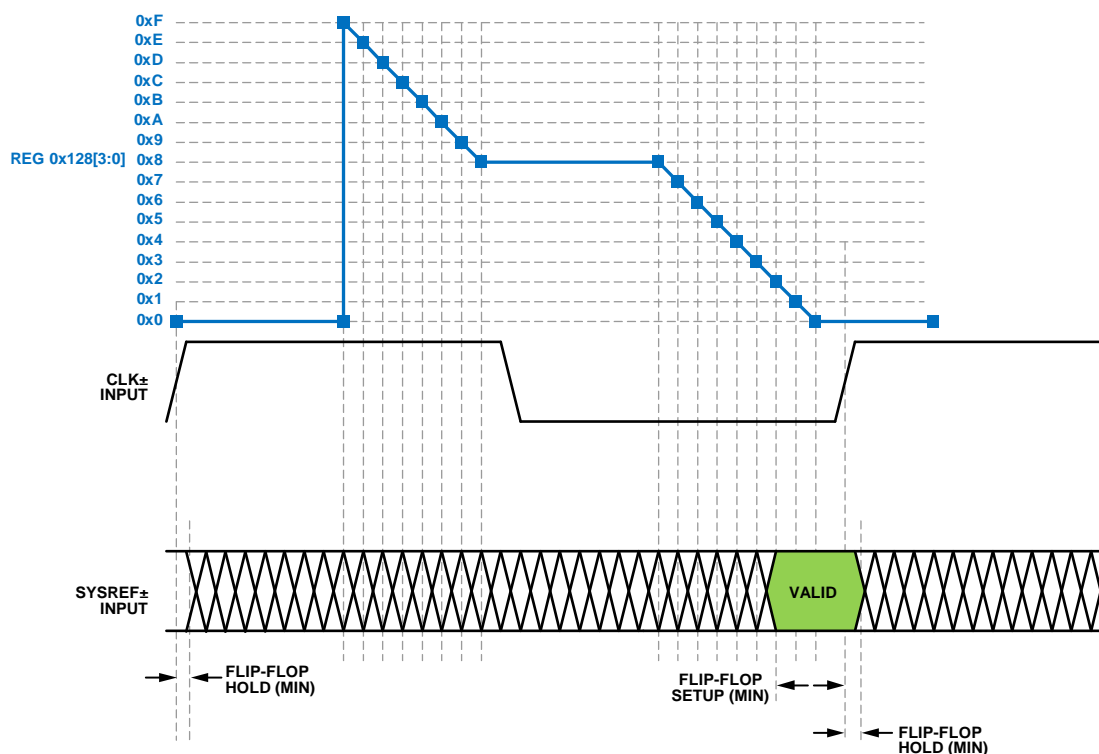 0xF
0xE
0xD
0xC
0xB
0xA
0x9
REG 0x128[3:0]
0x8
0x7
0x6
0x5
0x4
0x3
0x2
0x1
0x0
CLK±
INPUT
SYSREF±
INPUT
VALID
FLIP-FLOP
HOLD (MIN)
FLIP-FLOP
SETUP (MIN)
FLIP-FLOP
HOLD (MIN)